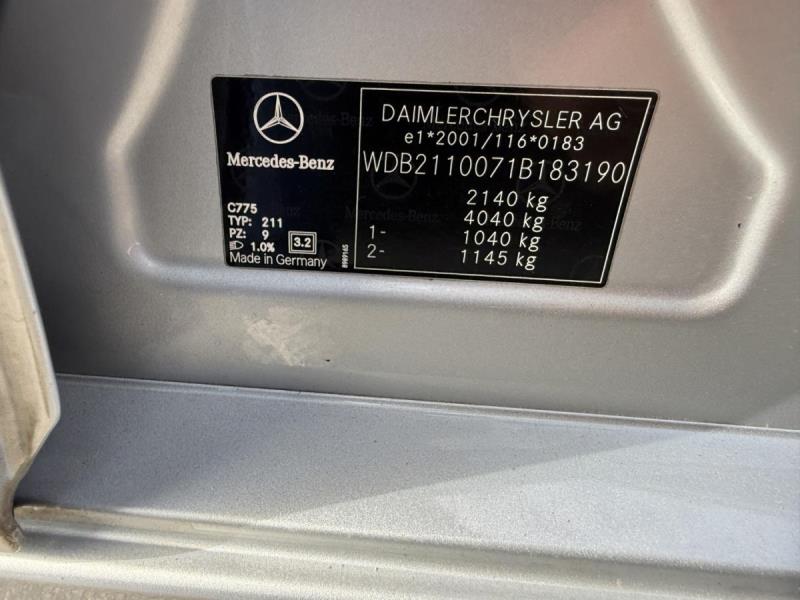 Mercedes-Benz
C775
TYP: 211
PZ: 9
1.0% 3.2
Made in Germany
DAIMLERCHRYSLER AG
e1*2001/116*0183
WDB2110071B183190
2140 kg
4040 kg
1- 1040 kg
2- 1145 kg